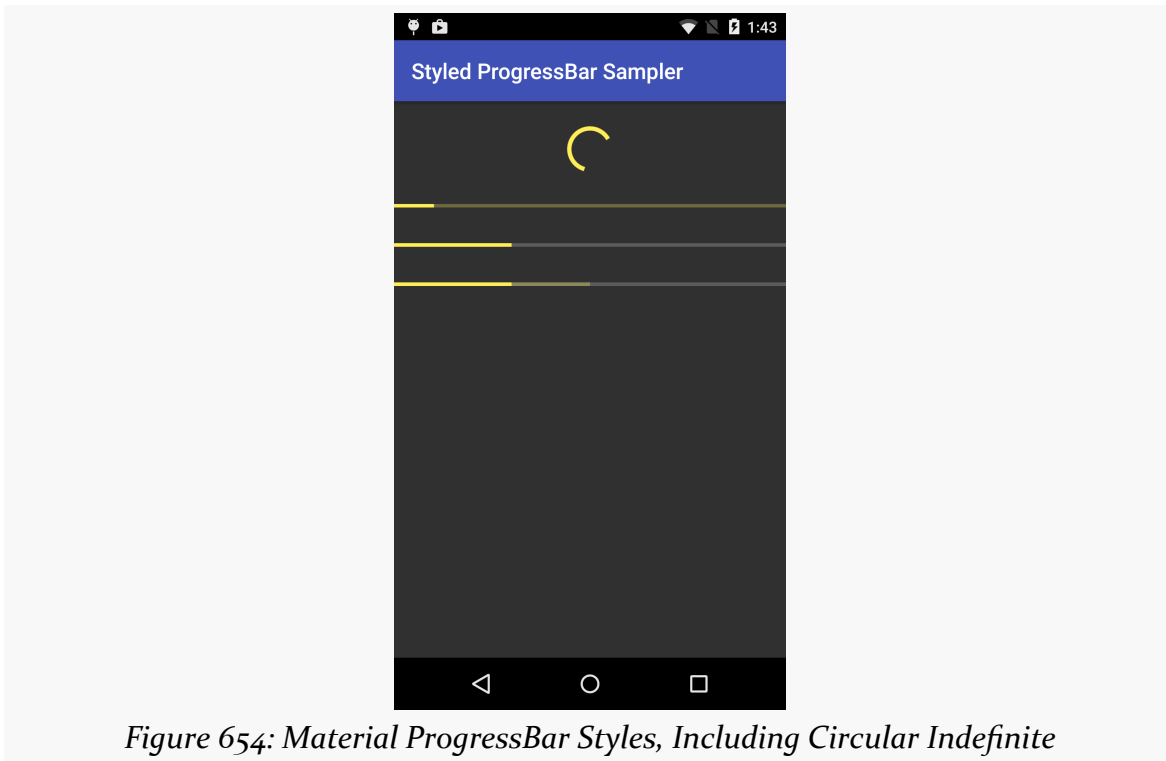 1:43
Styled ProgressBar Sampler
Figure 654: Material ProgressBar Styles, Including Circular Indefinite